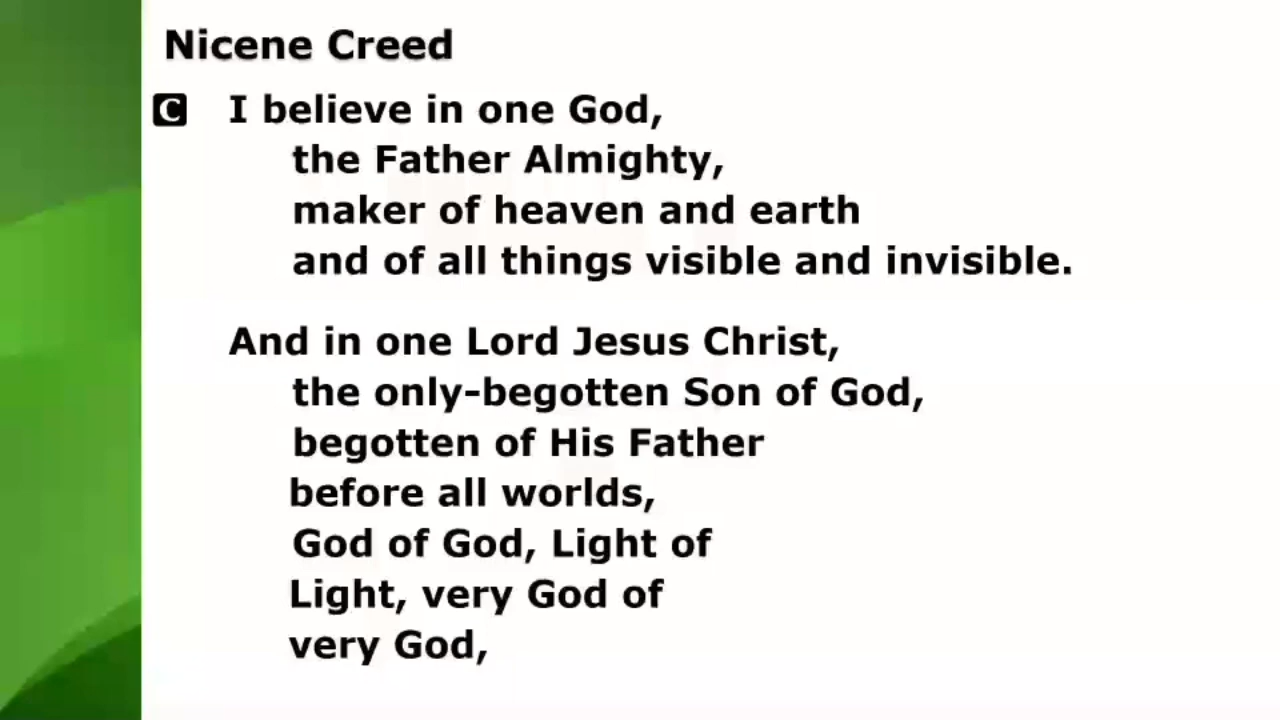 Nicene Creed
C I believe in one God,
the Father Almighty,
maker of heaven and earth
and of all things visible and invisible.
And in one Lord Jesus Christ,
the only-begotten Son of God,
begotten of His Father
before all worlds,
God of God, Light of
Light, very God of
very God,